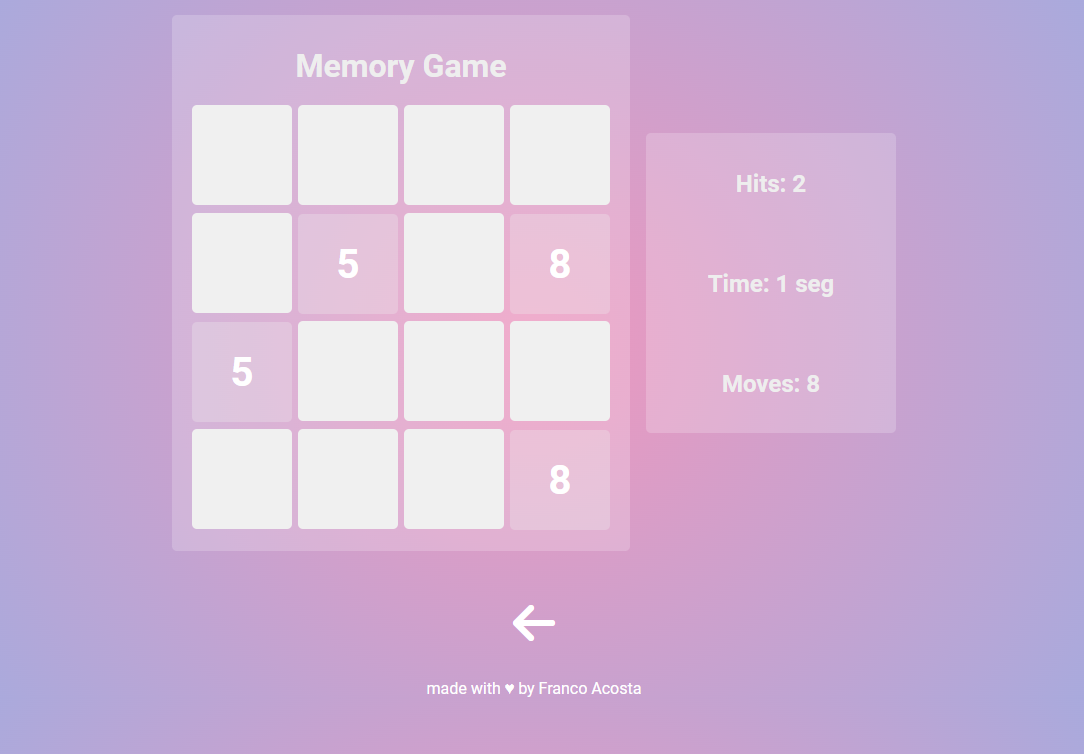 Memory Game
5
8
5
8
Hits: 2
Time: 1 seg
Moves: 8
made with ♥ by Franco Acosta